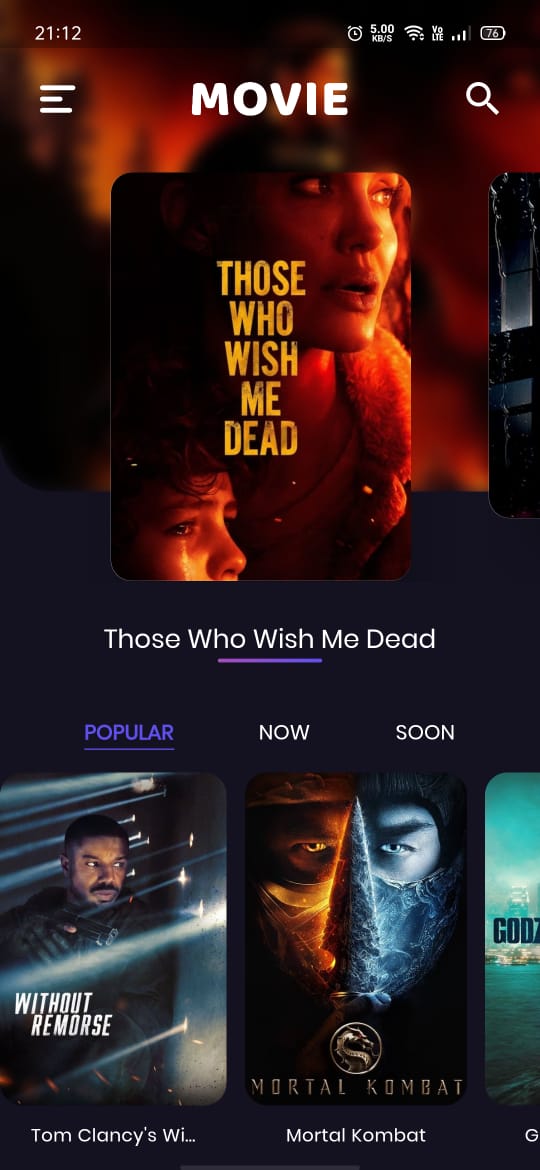 21:12
5.00
KB/S
Vo
LTE
76
MOVIE
THOSE
WHO
WISH
ME
DEAD
Those Who Wish Me Dead
POPULAR NOW SOON
WITHOUT
REMORSE
MORTAL KOMBAT
GODZ
Tom Clancy's Wi... Mortal Kombat G